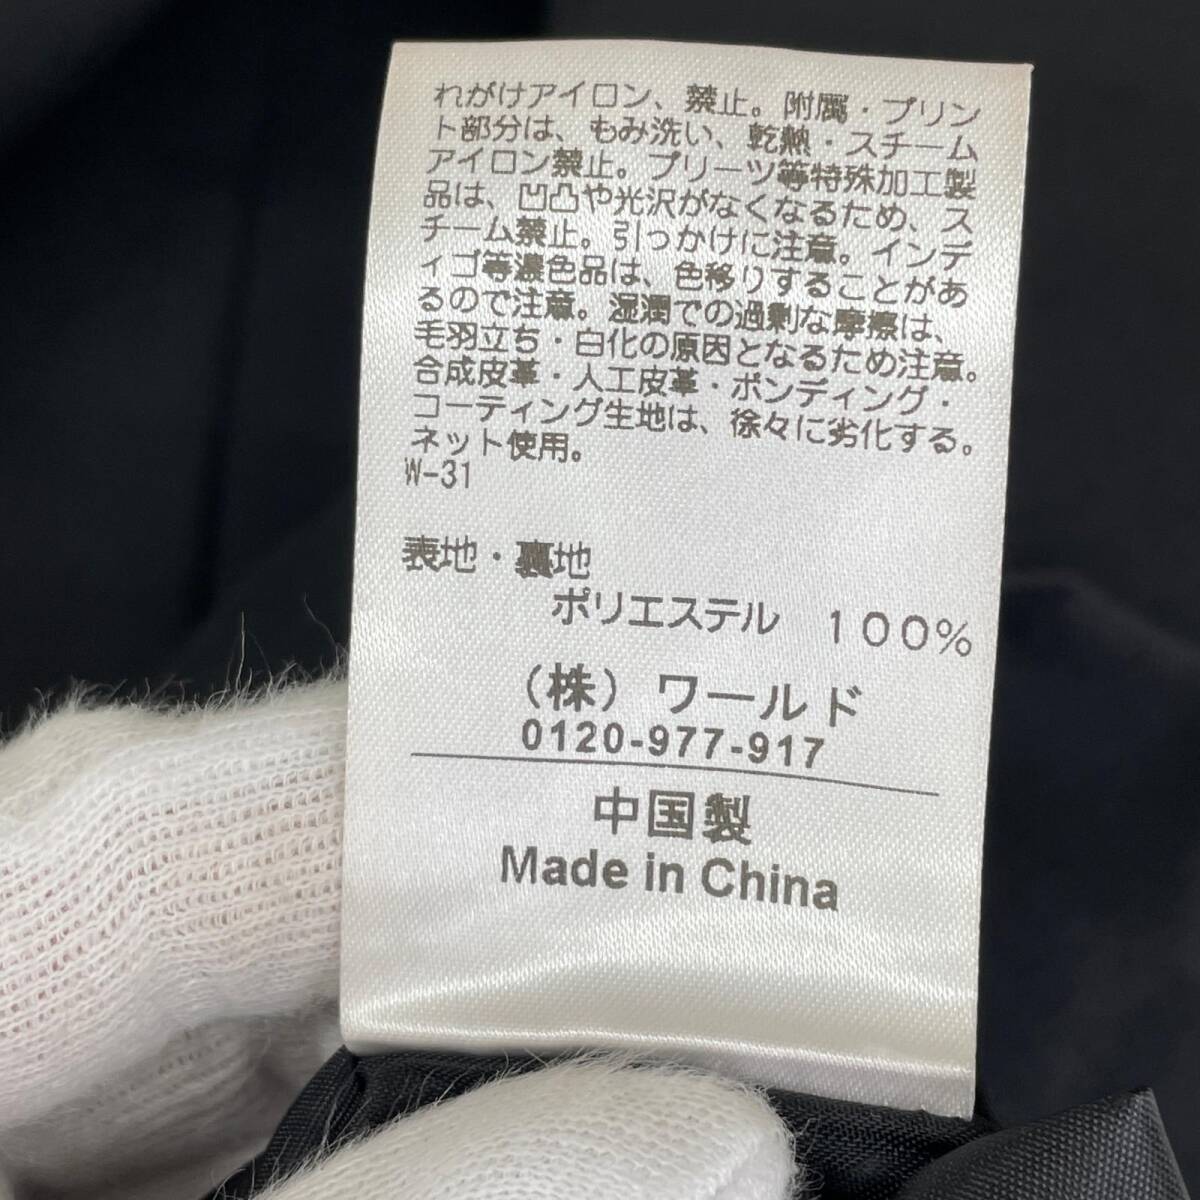 れがけアイロン、禁止。附属・プリン
ト部分は、もみ洗い、乾熱・スチーム
アイロン禁止。プリーツ等特殊加工製
品は、凹凸や光沢がなくなるため、ス
チーム禁止。引っかけに注意。インデ
ィゴ等濃色品は、色移りすることがあ
るので注意。湿潤での過剰な摩擦は、
毛羽立ち・白化の原因となるため注意。
合成皮革・人工皮革・ボンディング・
コーティング生地は、徐々に劣化する。
ネット使用。
W-31
表地・裏地
ポリエステル 100%
(株) ワールド
0120-977-917
中国製
Made in China